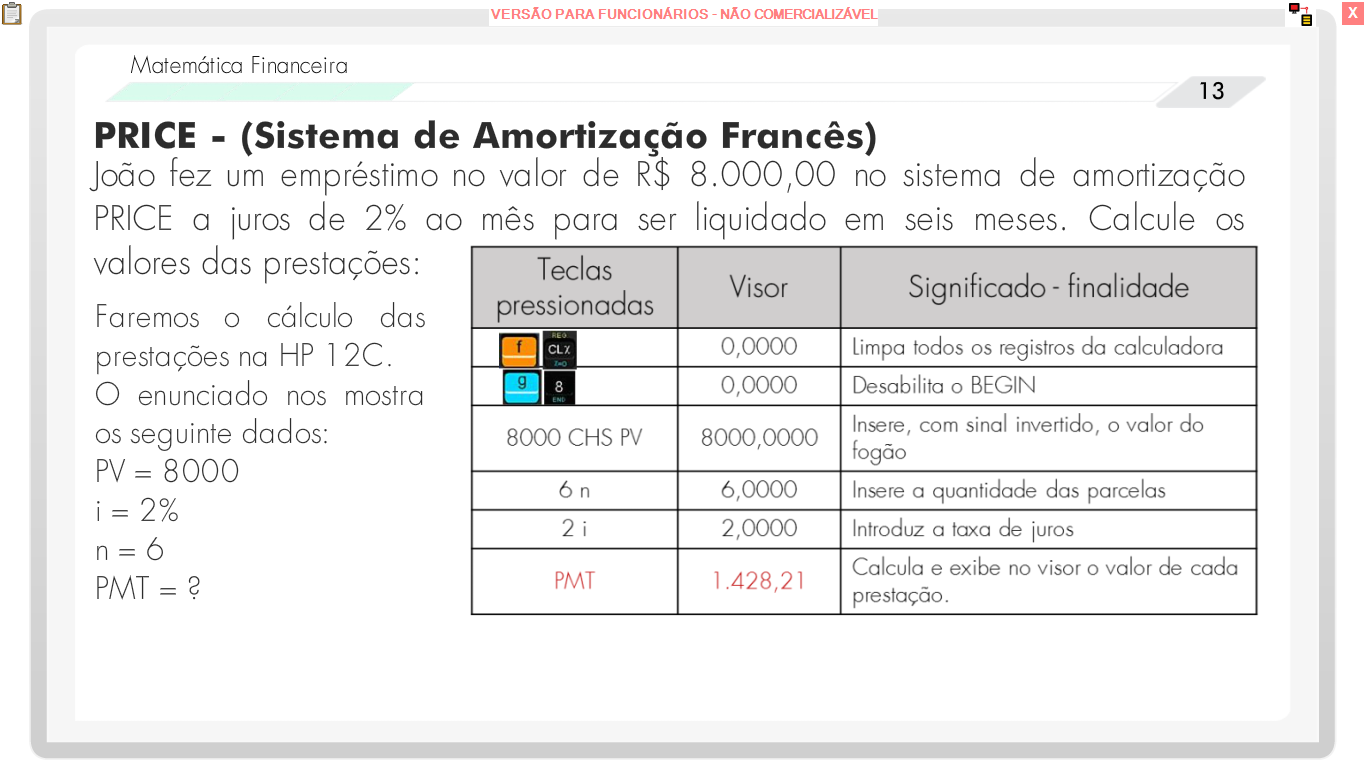 VERSÃO PARA FUNCIONÁRIOS - NÃO COMERCIALIZÁVEL
X
Matemática Financeira
13
PRICE - (Sistema de Amortização Francês)
João fez um empréstimo no valor de R$ 8.000,00 no sistema de amortização
PRICE a juros de 2% ao mês para ser liquidado em seis meses. Calcule os
valores das prestações:
Faremos o cálculo das
prestações na HP 12C.
O enunciado nos mostra
os seguinte dados:
PV = 8000
i = 2%
n = 6
PMT = ?
Teclas
pressionadas
Visor
Significado - finalidade
f
REG
CLX
0,0000
Limpa todos os registros da calculadora
g
8
END
0,0000
Desabilita o BEGIN
8000 CHS PV
8000,0000
Insere, com sinal invertido, o valor do
fogão
6 n
6,0000
Insere a quantidade das parcelas
2 i
2,0000
Introduz a taxa de juros
PMT
1.428,21
Calcula e exibe no visor o valor de cada
prestação.